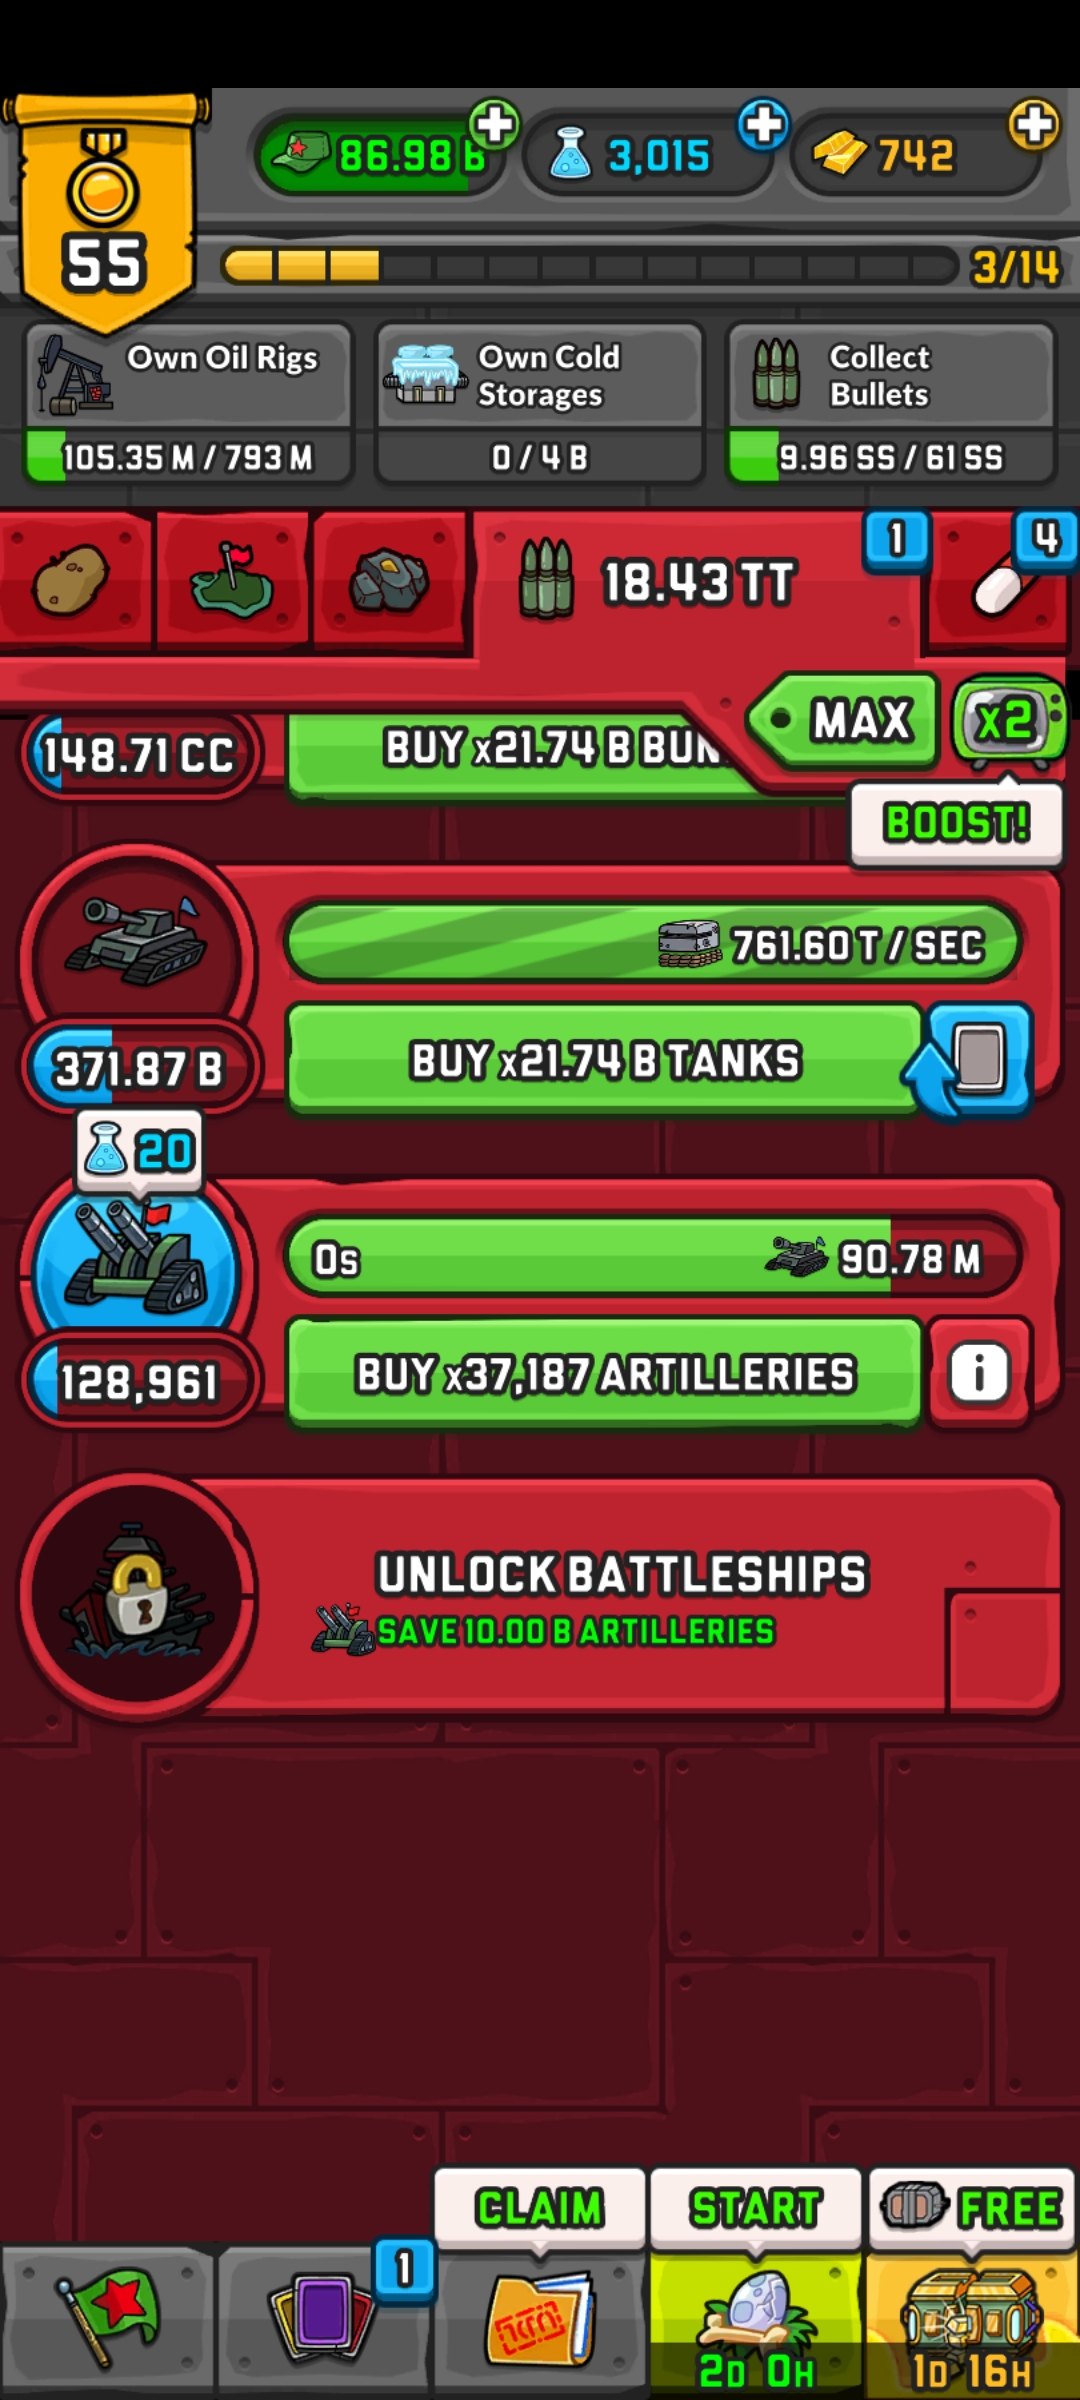 86.98 B
3,015
742
55
3/14
Own Oil Rigs
105.35 M / 793 M
Own Cold
Storages
0 / 4 B
Collect
Bullets
9.96 SS / 61 SS
18.43 TT
1
4
MAX
x2
BOOST!
148.71 CC
BUY x21.74 B BUN
761.60 T / SEC
371.87 B
BUY x21.74 B TANKS
20
0s
90.78 M
128,961
BUY x37,187 ARTILLERIES
i
UNLOCK BATTLESHIPS
SAVE 10.00 B ARTILLERIES
CLAIM
START
FREE
1
2D 0H
1D 16H